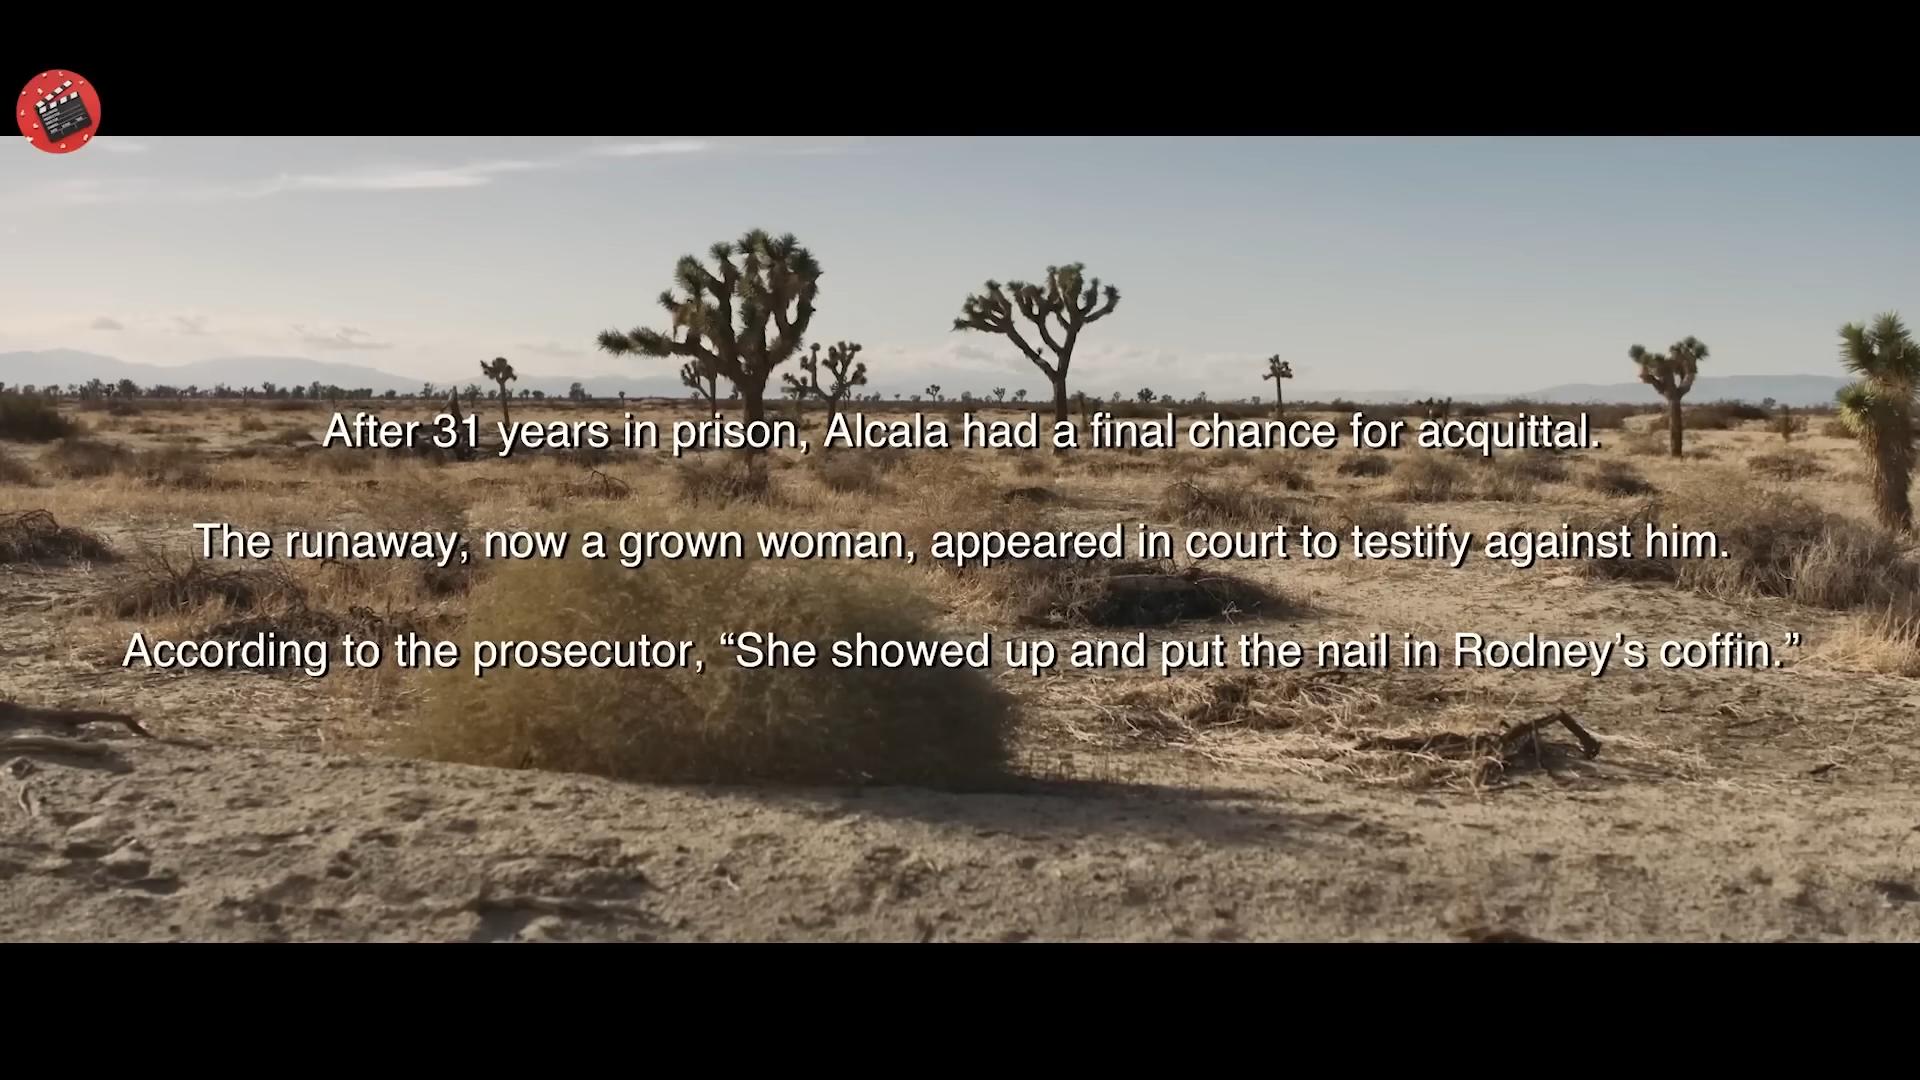 After 31 years in prison, Alcala had a final chance for acquittal.
The runaway, now a grown woman, appeared in court to testify against him.
According to the prosecutor, “She showed up and put the nail in Rodney’s coffin.”